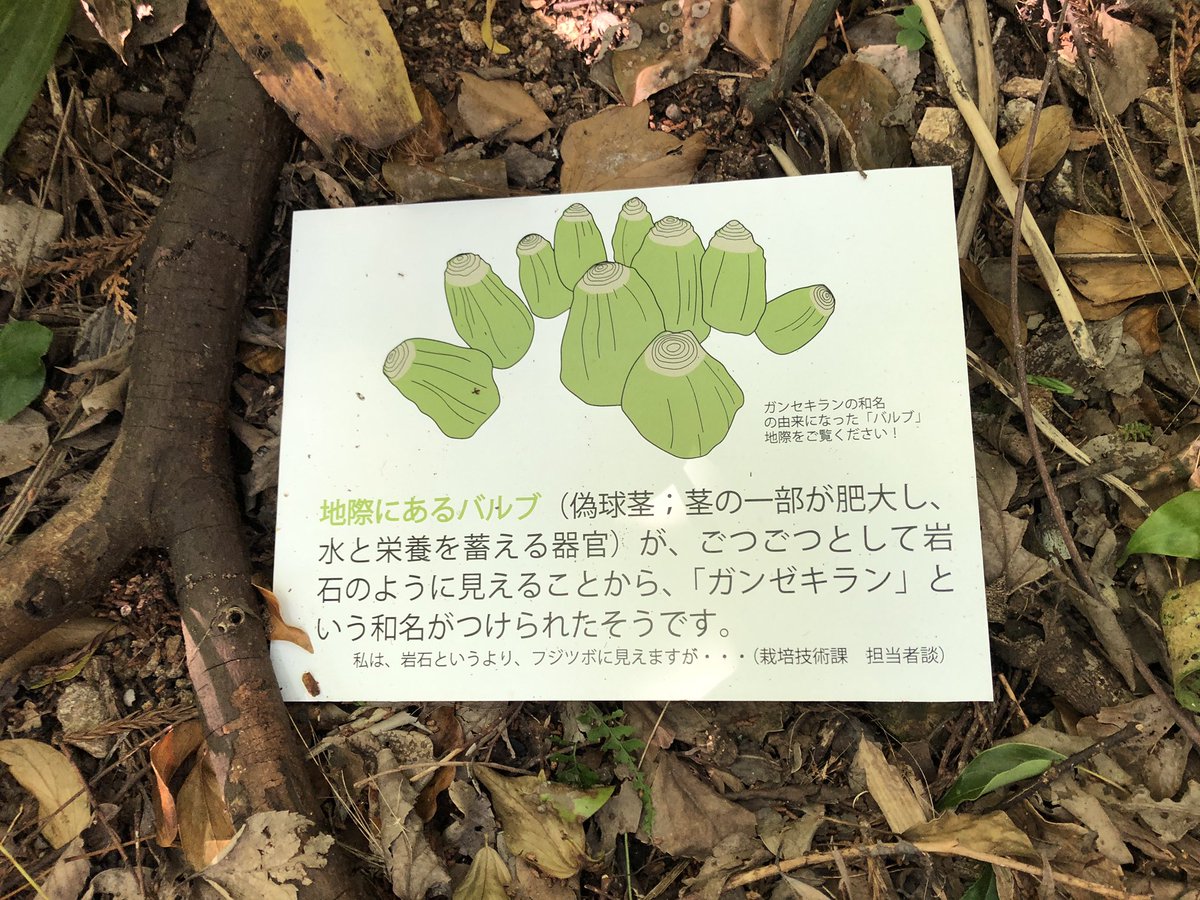 ガンセキランの和名
の由来になった「バルブ」
地際をご覧ください！
地際にあるバルブ（偽球茎；茎の一部が肥大し、
水と栄養を蓄える器官）が、ごつごつとして岩
石のように見えることから、「ガンゼキラン」と
いう和名がつけられたそうです。
私は、岩石というより、フジツボに見えますが・・・（栽培技術課　担当者談）